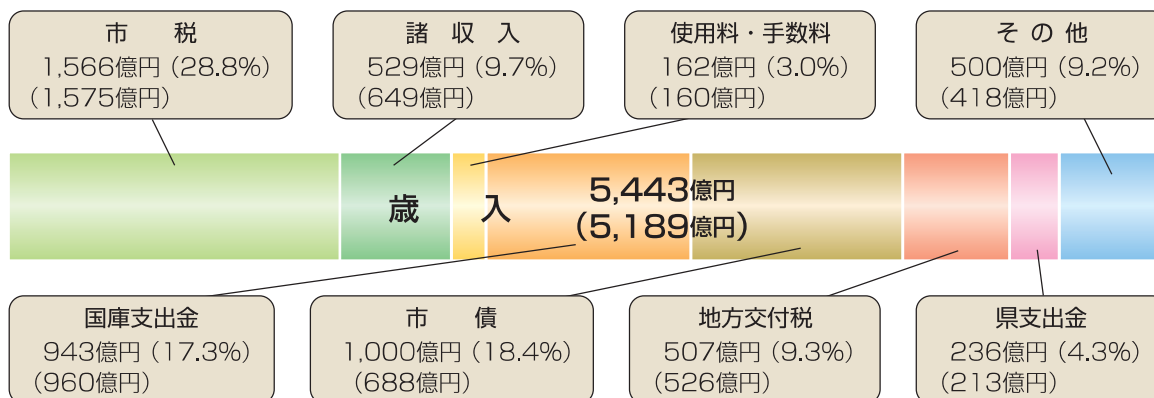 市税
1,566億円 (28.8%)
(1,575億円)
諸収入
529億円 (9.7%)
(649億円)
使用料・手数料
162億円 (3.0%)
(160億円)
その他
500億円 (9.2%)
(418億円)
歳入
5,443億円
(5,189億円)
国庫支出金
943億円 (17.3%)
(960億円)
市債
1,000億円 (18.4%)
(688億円)
地方交付税
507億円 (9.3%)
(526億円)
県支出金
236億円 (4.3%)
(213億円)